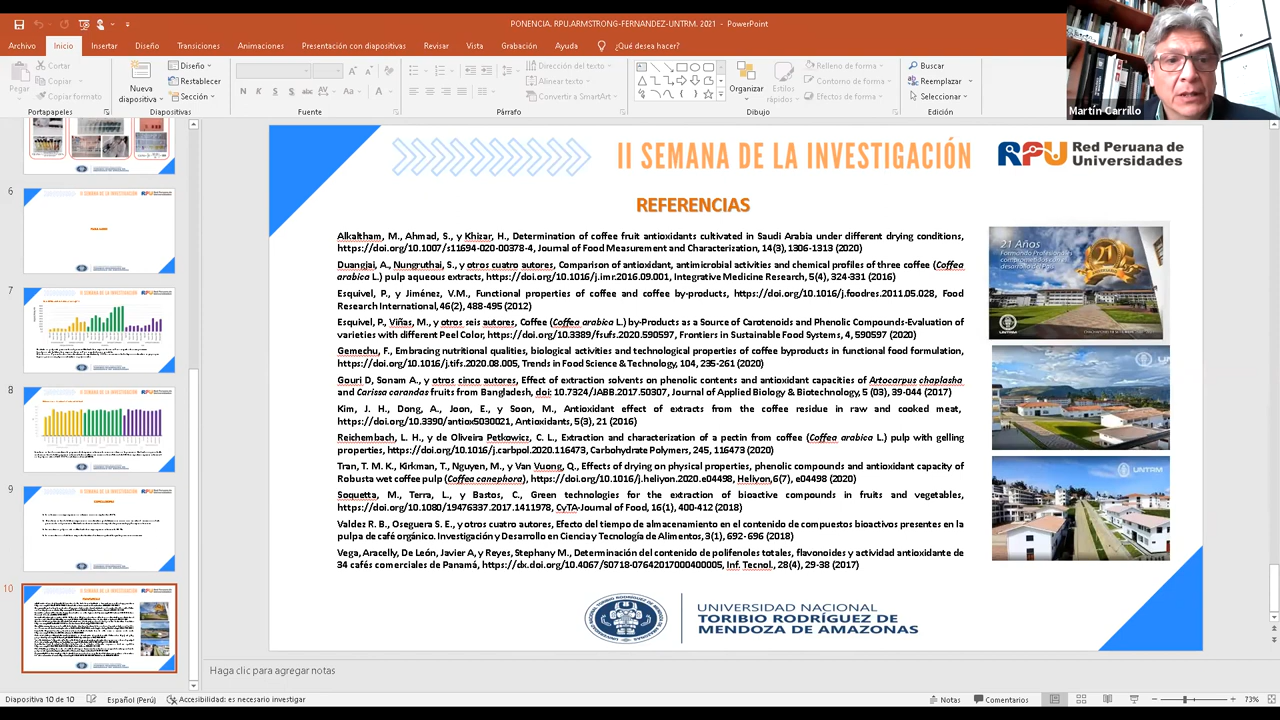 PONENCIA. RPU.ARMSTRONG-FERNANDEZ-UNTRM. 2021 - PowerPoint
Archivo Inicio Insertar Diseño Transiciones Animaciones Presentación con diapositivas Revisar Vista Grabación Ayuda ¿Qué desea hacer?
Pegar
Cortar
Copiar
Copiar formato
Portapapeles
Nueva diapositiva
Diseño
Restablecer
Sección
Diapositivas
Fuente
Dirección del texto
Alinear texto
Convertir a SmartArt
Párrafo
Organizar
Estilos rápidos
Relleno de forma
Contorno de forma
Efectos de forma
Dibujo
Buscar
Reemplazar
Seleccionar
Edición
Martín Carrillo
6
7
8
9
10
II SEMANA DE LA INVESTIGACIÓN
RPU Red Peruana de
Universidades
REFERENCIAS
Alkaltham, M., Ahmad, S., y Khizar, H., Determination of coffee fruit antioxidants cultivated in Saudi Arabia under different drying conditions,
https://doi.org/10.1007/s11694-020-00378-4, Journal of Food Measurement and Characterization, 14(3), 1306-1313 (2020)
Duangjai, A., Nungruthai, S., y otros cuatro autores, Comparison of antioxidant, antimicrobial activities and chemical profiles of three coffee (Coffea
arabica L.) pulp aqueous extracts, https://doi.org/10.1016/j.imr.2016.09.001, Integrative Medicine Research, 5(4), 324-331 (2016)
Esquivel, P., y Jiménez, V.M., Functional properties of coffee and coffee by-products, https://doi.org/10.1016/j.foodres.2011.05.028, Food
Research International, 46(2), 488-495 (2012)
Esquivel, P., Viñas, M., y otros seis autores, Coffee (Coffea arabica L.) by-Products as a Source of Carotenoids and Phenolic Compounds-Evaluation of
varieties with different Peel Color, https://doi.org/10.3389/fsufs.2020.590597, Frontiers in Sustainable Food Systems, 4, 590597 (2020)
Gemechu, F., Embracing nutritional qualities, biological activities and technological properties of coffee byproducts in functional food formulation,
https://doi.org/10.1016/j.tifs.2020.08.005, Trends in Food Science & Technology, 104, 235-261 (2020)
Gouri D, Sonam A., y otros cinco autores, Effect of extraction solvents on phenolic contents and antioxidant capacities of Artocarpus chaplasha
and Carissa carandas fruits from Bangladesh, doi: 10.7324/JABB.2017.50307, Journal of Applied Biology & Biotechnology, 5 (03), 39-044 (2017)
Kim, J. H., Dong, A., Joon, E., y Soon, M., Antioxidant effect of extracts from the coffee residue in raw and cooked meat,
https://doi.org/10.3390/antiox5030021, Antioxidants, 5(3), 21 (2016)
Reichembach, L. H., y de Oliveira Petkowicz, C. L., Extraction and characterization of a pectin from coffee (Coffea arabica L.) pulp with gelling
properties, https://doi.org/10.1016/j.carbpol.2020.116473, Carbohydrate Polymers, 245, 116473 (2020)
Tran, T. M. K., Kirkman, T., Nguyen, M., y Van Vuong, Q., Effects of drying on physical properties, phenolic compounds and antioxidant capacity of
Robusta wet coffee pulp (Coffea canephora), https://doi.org/10.1016/j.heliyon.2020.e04498, Heliyon,6(7), e04498 (2020)
Soquetta, M., Terra, L., y Bastos, C., Green technologies for the extraction of bioactive compounds in fruits and vegetables,
https://doi.org/10.1080/19476337.2017.1411978, CyTA-Journal of Food, 16(1), 400-412 (2018)
Valdez R. B., Oseguera S. E., y otros cuatro autores, Efecto del tiempo de almacenamiento en el contenido de compuestos bioactivos presentes en la
pulpa de café orgánico. Investigación y Desarrollo en Ciencia y Tecnología de Alimentos, 3(1), 692- 696 (2018)
Vega, Aracelly, De León, Javier A, y Reyes, Stephany M., Determinación del contenido de polifenoles totales, flavonoides y actividad antioxidante de
34 cafés comerciales de Panamá, https://dx.doi.org/10.4067/S0718-07642017000400005, Inf. Tecnol., 28(4), 29-38 (2017)
21 Años
Formando Profesionales
UNTRM
UNTRM
UNIVERSIDAD NACIONAL
TORIBIO RODRÍGUEZ DE
MENDOZA DE AMAZONAS
Haga clic para agregar notas
Diapositiva 10 de 10 Español (Perú) Accesibilidad: es necesario investigar Notas Comentarios 73%